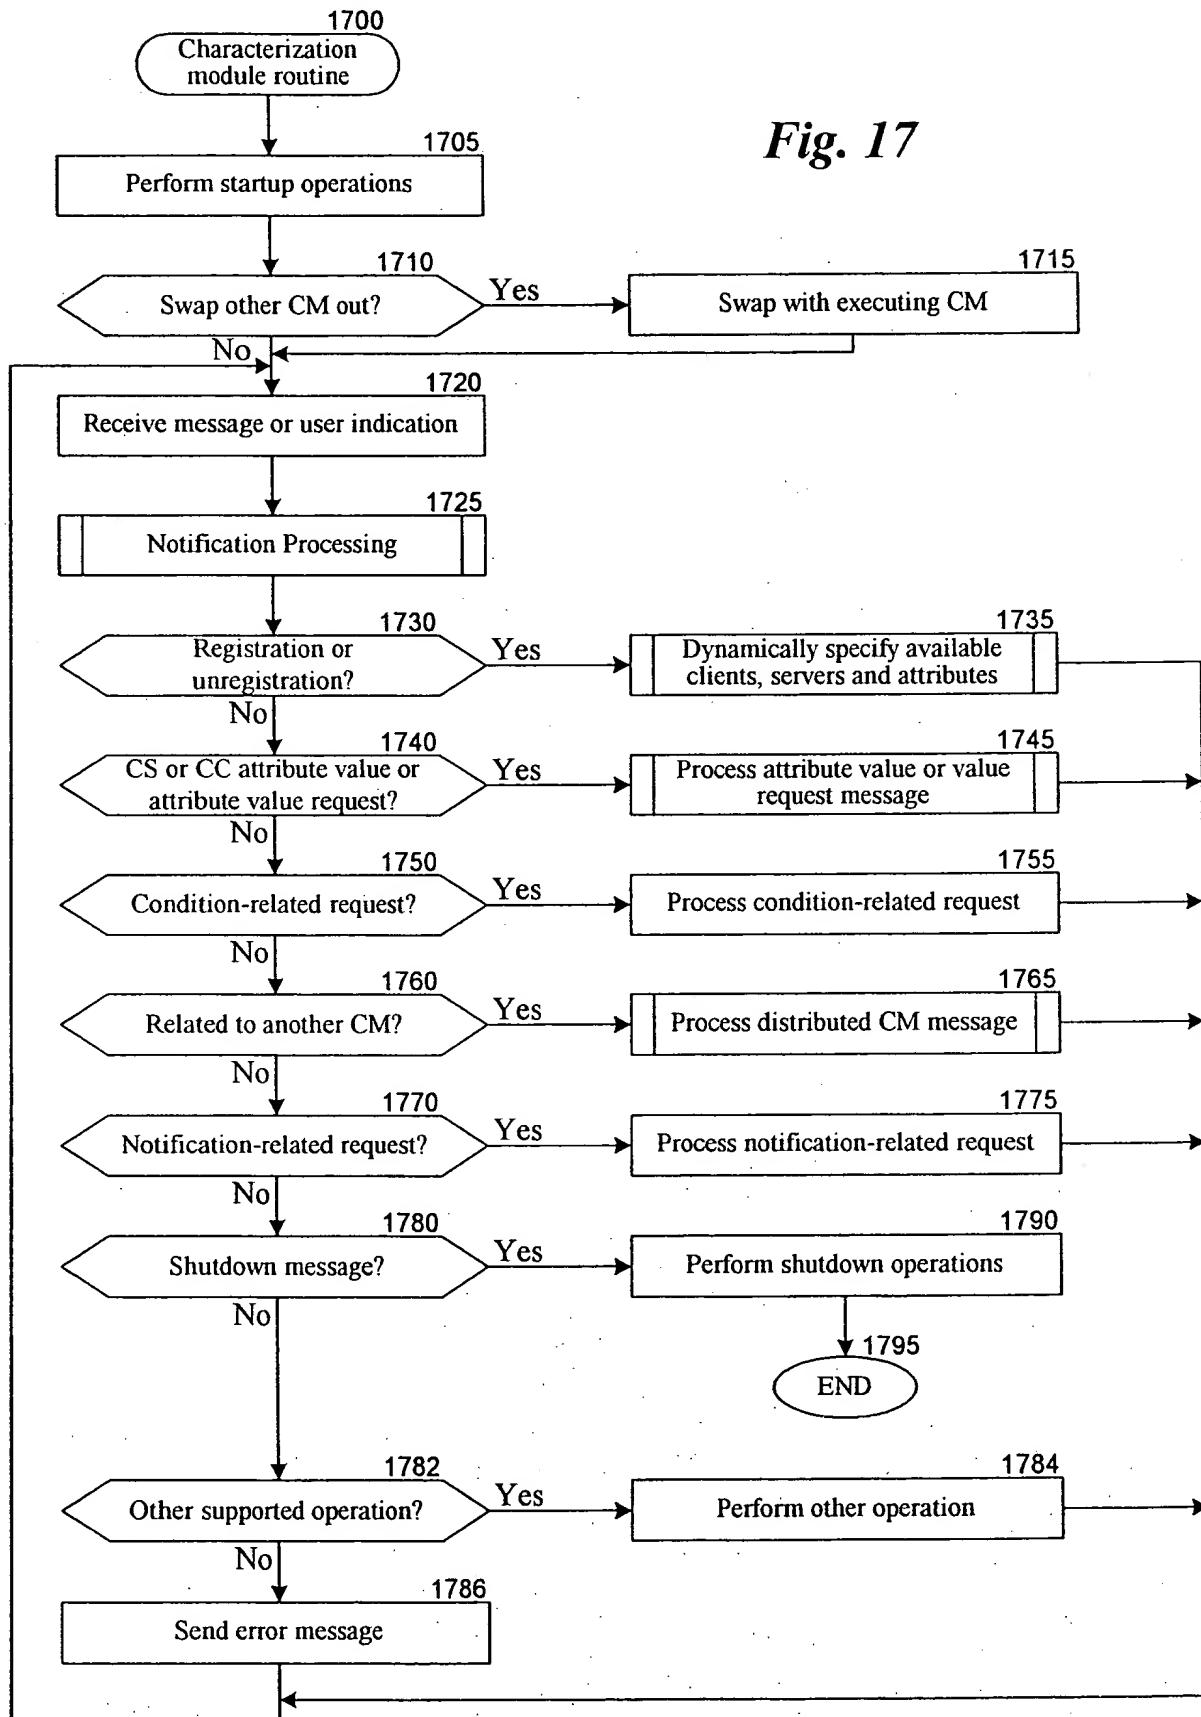 1700
Characterization
module routine
Fig. 17
1705
Perform startup operations
1710
Swap other CM out?
Yes
1715
Swap with executing CM
No
1720
Receive message or user indication
1725
Notification Processing
1730
Registration or
unregistration?
Yes
1735
Dynamically specify available
clients, servers and attributes
No
1740
CS or CC attribute value or
attribute value request?
Yes
1745
Process attribute value or value
request message
No
1750
Condition-related request?
Yes
1755
Process condition-related request
No
1760
Related to another CM?
Yes
1765
Process distributed CM message
No
1770
Notification-related request?
Yes
1775
Process notification-related request
No
1780
Shutdown message?
Yes
1790
Perform shutdown operations
No
1795
END
1782
Other supported operation?
Yes
1784
Perform other operation
No
1786
Send error message